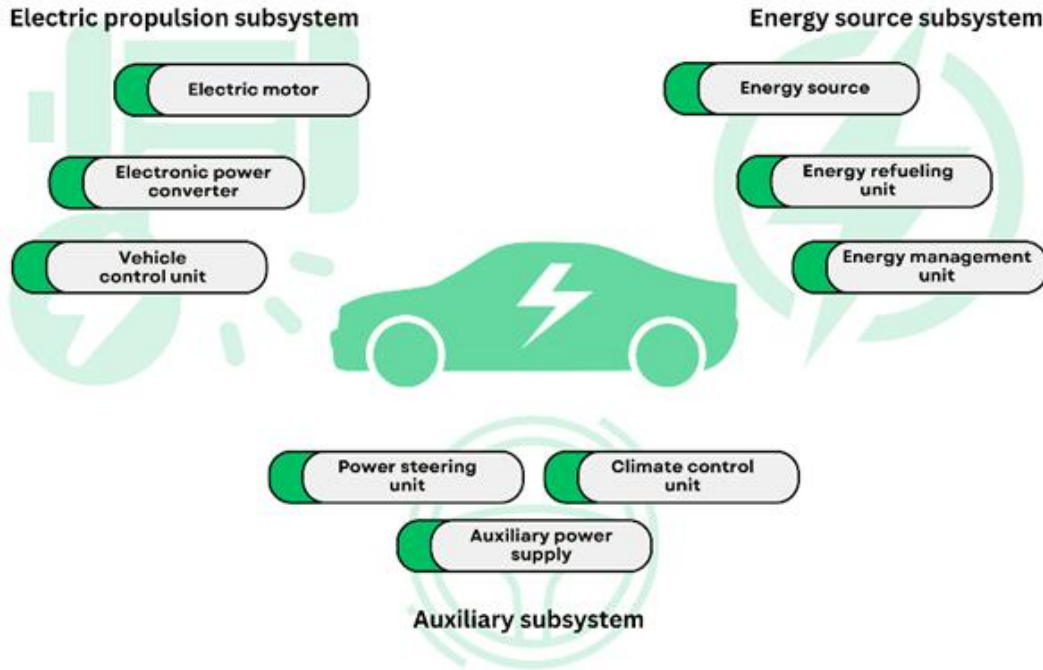 Electric propulsion subsystem
Electric motor
Electronic power
converter
Vehicle
control unit
Energy source subsystem
Energy source
Energy refueling
unit
Energy management
unit
Power steering
unit
Climate control
unit
Auxiliary power
supply
Auxiliary subsystem